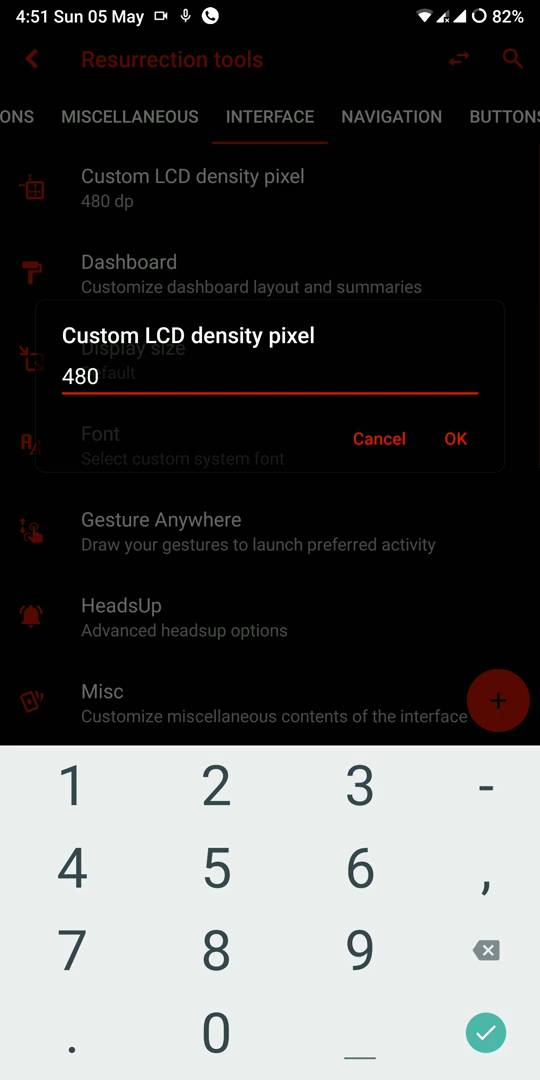 4:51 Sun 05 May 82%
Resurrection tools
ONS MISCELLANEOUS INTERFACE NAVIGATION BUTTONS
Custom LCD density pixel
480 dp
Dashboard
Customize dashboard layout and summaries
Custom LCD density pixel
Display size
480
Default
Font
Cancel OK
Select custom system font
Gesture Anywhere
Draw your gestures to launch preferred activity
HeadsUp
Advanced headsup options
Misc
+
Customize miscellaneous contents of the interface
1 2 3 -
4 5 6 ,
7 8 9
. 0 _